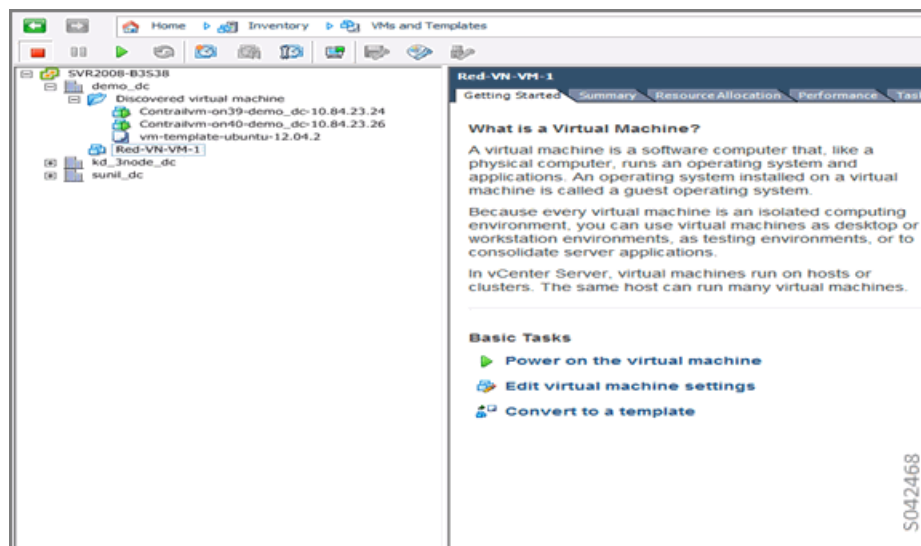 Home Inventory VMs and Templates
SVR2008-B3S38
demo_dc
Discovered virtual machine
Contrailvm-on39-demo_dc-10.84.23.24
Contrailvm-on40-demo_dc-10.84.23.26
vm-template-ubuntu-12.04.2
Red-VN-VM-1
kd_3node_dc
sunil_dc
Red-VN-VM-1
Getting Started Summary Resource Allocation Performance Task
What is a Virtual Machine?
A virtual machine is a software computer that, like a
physical computer, runs an operating system and
applications. An operating system installed on a virtual
machine is called a guest operating system.
Because every virtual machine is an isolated computing
environment, you can use virtual machines as desktop or
workstation environments, as testing environments, or to
consolidate server applications.
In vCenter Server, virtual machines run on hosts or
clusters. The same host can run many virtual machines.
Basic Tasks
Power on the virtual machine
Edit virtual machine settings
Convert to a template
S042468